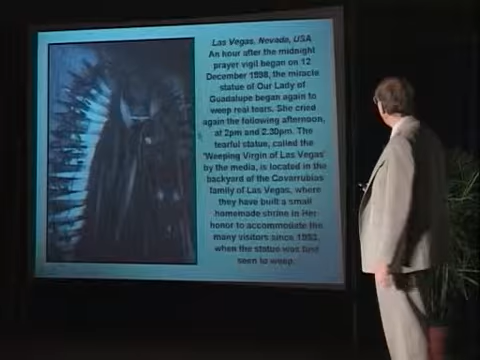 Las Vegas, Nevada, USA
An hour after the midnight
prayer vigil began on 12
December 1998, the miracle
statue of Our Lady of
Guadalupe began again to
weep real tears. She cried
again the following afternoon,
at 2pm and 2.30pm. The
tearful statue, called the
'Weeping Virgin of Las Vegas'
by the media, is located in the
backyard of the Covarrubias
family of Las Vegas, where
they have built a small
homemade shrine in Her
honor to accommodate the
many visitors since 1993,
when the statue was first
seen to weep.